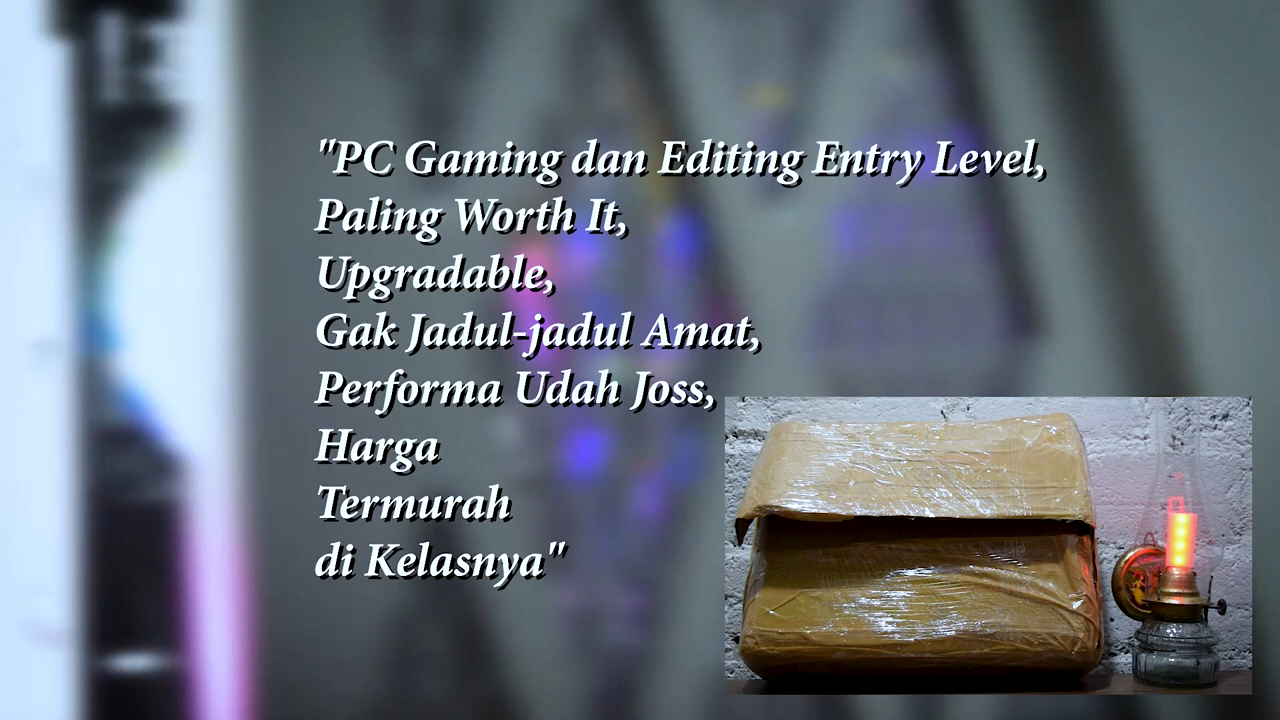 "PC Gaming dan Editing Entry Level,
Paling Worth It,
Upgradable,
Gak Jadul-jadul Amat,
Performa Udah Joss,
Harga
Termurah
di Kelasnya"